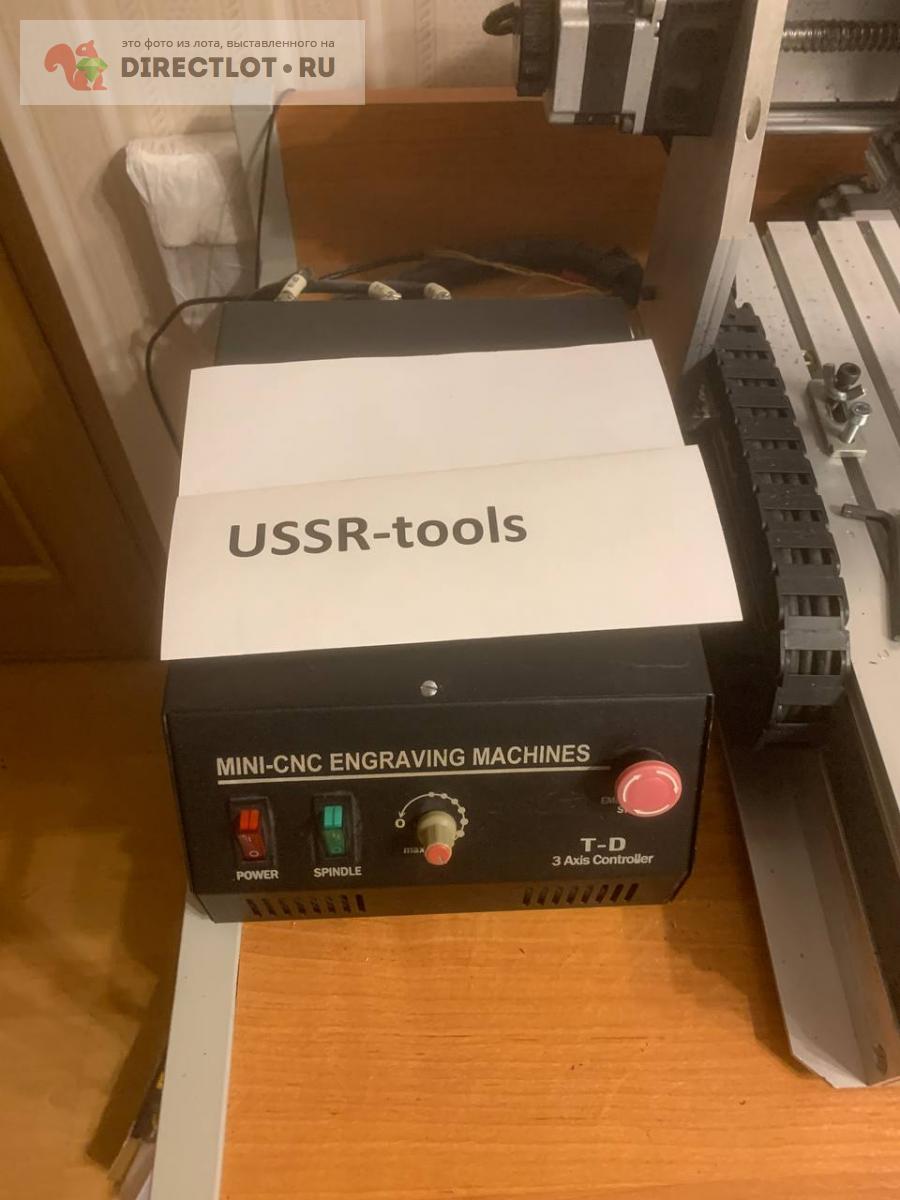 это фото из лота, выставленного на
DIRECTLOT•RU
USSR-tools
MINI-CNC ENGRAVING MACHINES
O
max
POWER
SPINDLE
T-D
3 Axis Controller